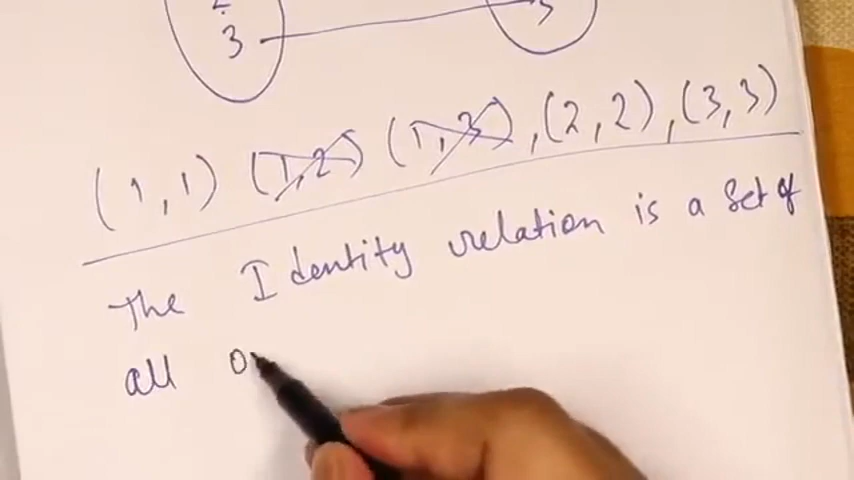 3
(1,1) (1,2) (1,3), (2,2), (3,3)
The Identity relation is a Set of
all o